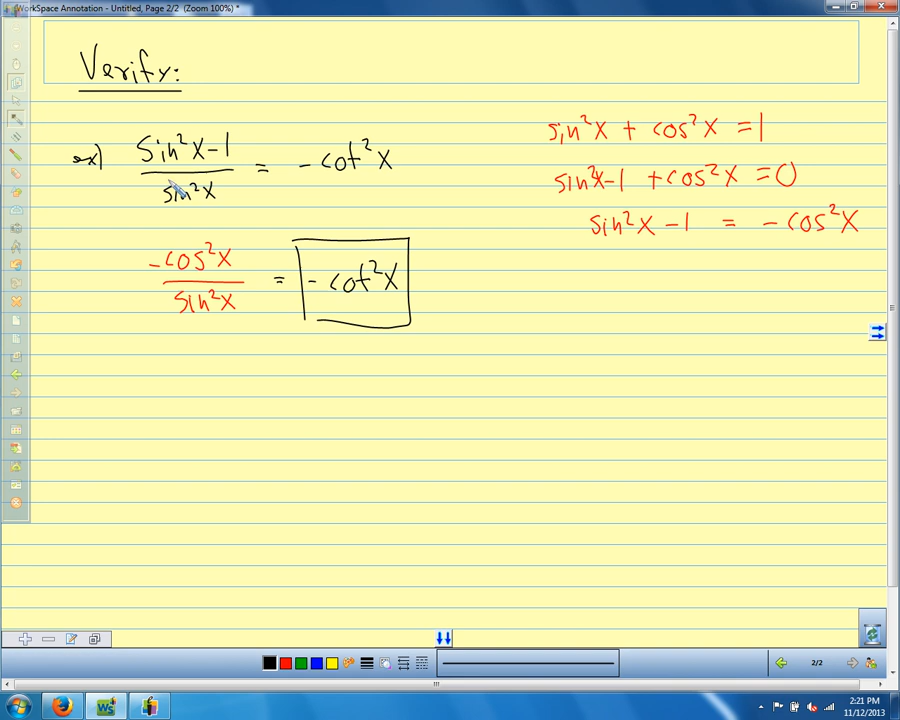 WorkSpace Annotation - Untitled, Page 2/2 (Zoom 100%) *
Verify:
ex) sin²x-1 / sin²x = -cot²x
-cos²x / sin²x = -cot²x
sin²x + cos²x = 1
sin²x-1 + cos²x = 0
sin²x - 1 = -cos²x
2/2
2:21 PM
11/12/2013